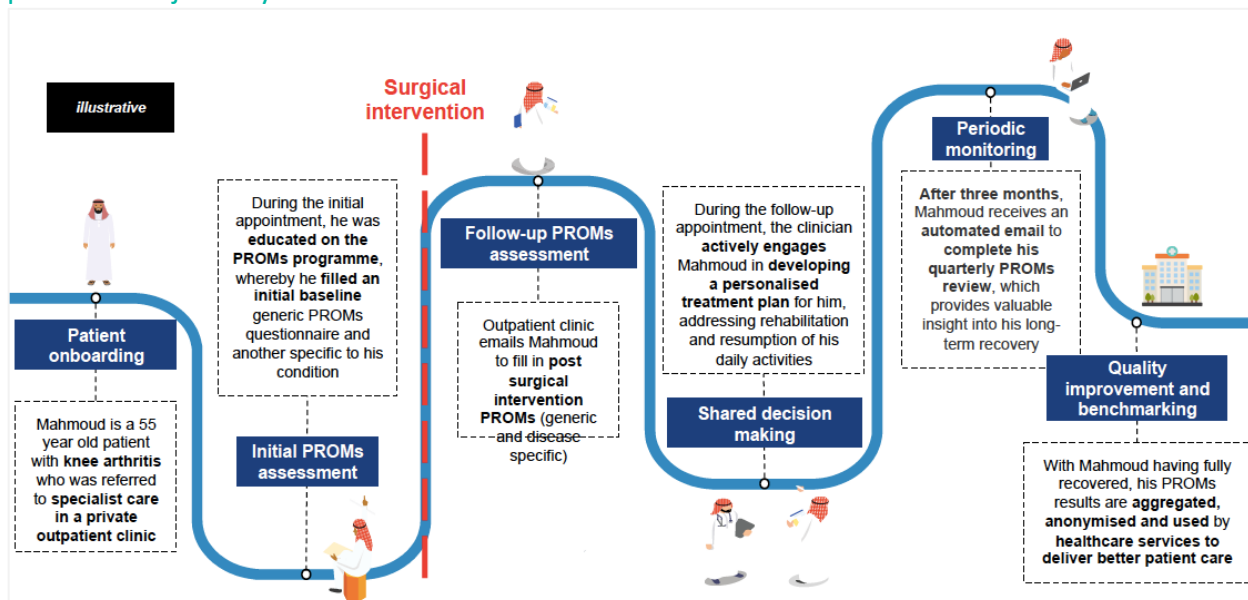 illustrative
Patient
onboarding
Mahmoud is a 55
year old patient
with knee arthritis
who was referred
to specialist care
in a private
outpatient clinic
During the initial
appointment, he was
educated on the
PROMs programme,
whereby he filled an
initial baseline
generic PROMs
questionnaire and
another specific to his
condition
Initial PROMs
assessment
Surgical
intervention
Follow-up PROMs
assessment
Outpatient clinic
emails Mahmoud
to fill in post
surgical
intervention
PROMs (generic
and disease
specific)
During the follow-up
appointment, the clinician
actively engages
Mahmoud in developing
a personalised
treatment plan for him,
addressing rehabilitation
and resumption of his
daily activities
Shared decision
making
Periodic
monitoring
After three months,
Mahmoud receives an
automated email to
complete his
quarterly PROMs
review, which
provides valuable
insight into his long-
term recovery
Quality
improvement and
benchmarking
With Mahmoud having fully
recovered, his PROMs
results are aggregated,
anonymised and used by
healthcare services to
deliver better patient care